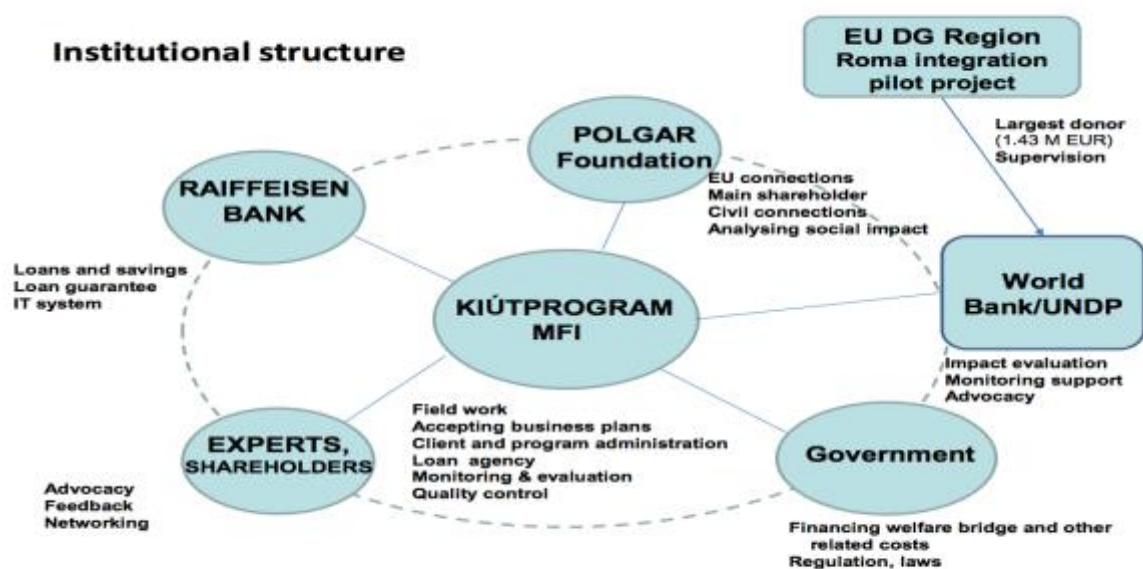 Institutional structure
EU DG Region
Roma integration
pilot project
Largest donor
(1.43 M EUR)
Supervision
POLGAR
Foundation
EU connections
Main shareholder
Civil connections
Analysing social impact
RAIFFEISEN
BANK
Loans and savings
Loan guarantee
IT system
KIÚTPROGRAM
MFI
World
Bank/UNDP
Impact evaluation
Monitoring support
Advocacy
Field work
Accepting business plans
Client and program administration
Loan agency
Monitoring & evaluation
Quality control
EXPERTS,
SHAREHOLDERS
Advocacy
Feedback
Networking
Government
Financing welfare bridge and other
related costs
Regulation, laws